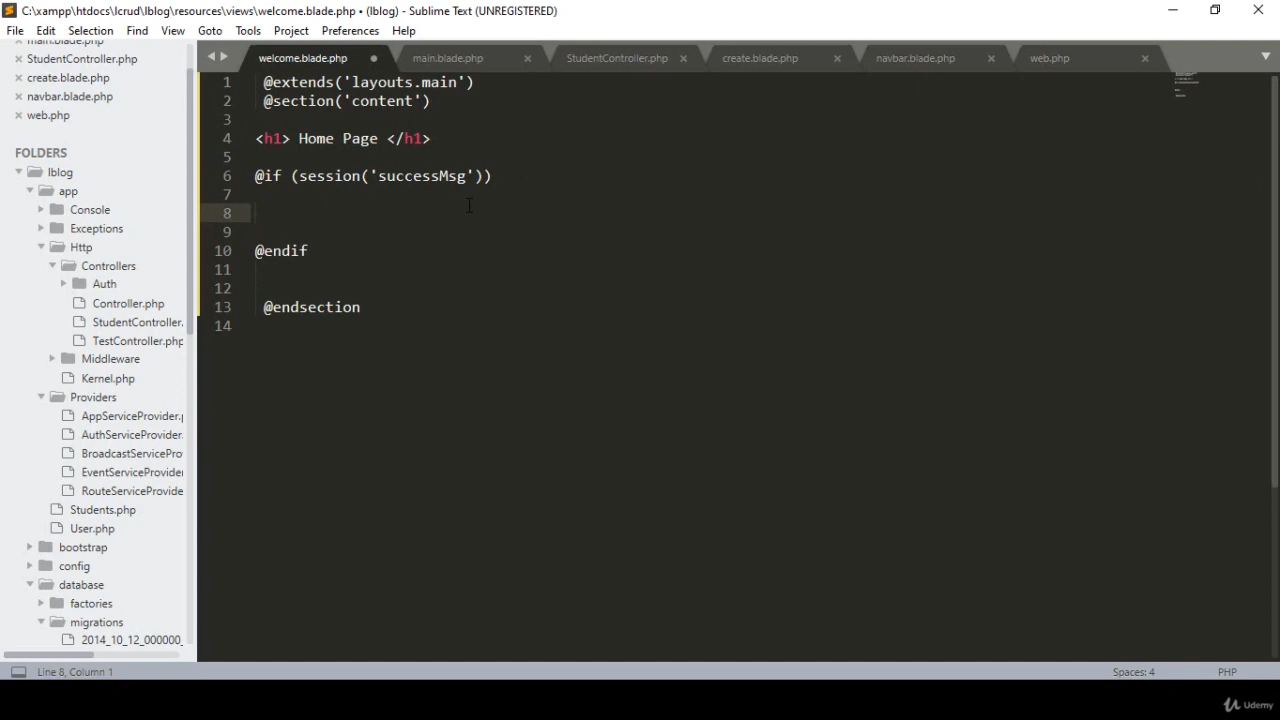 C:\xampp\htdocs\lcrud\lblog\resources\views\welcome.blade.php • (lblog) - Sublime Text (UNREGISTERED)
File Edit Selection Find View Goto Tools Project Preferences Help
main.blade.php
StudentController.php
create.blade.php
navbar.blade.php
web.php
FOLDERS
lblog
app
Console
Exceptions
Http
Controllers
Auth
Controller.php
StudentController.
TestController.php
Middleware
Kernel.php
Providers
AppServiceProvider.p
AuthServiceProvider.
BroadcastServicePro
EventServiceProvider
RouteServiceProvide
Students.php
User.php
bootstrap
config
database
factories
migrations
2014_10_12_000000_
welcome.blade.php main.blade.php StudentController.php create.blade.php navbar.blade.php web.php
1 @extends('layouts.main')
2 @section('content')
3
4 <h1> Home Page </h1>
5
6 @if (session('successMsg'))
7
8
9
10 @endif
11
12
13 @endsection
14
Line 8, Column 1 Spaces: 4 PHP
Udemy